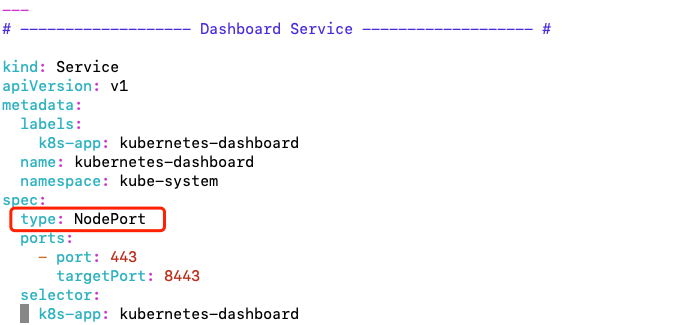 ---
# ------------------- Dashboard Service ------------------- #
kind: Service
apiVersion: v1
metadata:
  labels:
    k8s-app: kubernetes-dashboard
  name: kubernetes-dashboard
  namespace: kube-system
spec:
  type: NodePort
  ports:
    - port: 443
      targetPort: 8443
  selector:
    k8s-app: kubernetes-dashboard